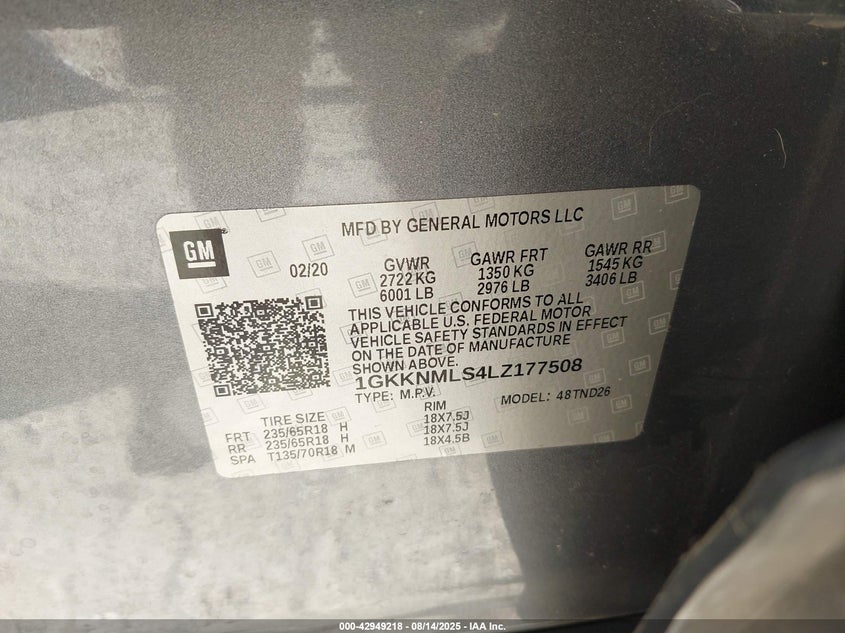 GM
MFD BY GENERAL MOTORS LLC
02/20
GVWR GAWR FRT GAWR RR
2722 KG 1350 KG 1545 KG
6001 LB 2976 LB 3406 LB
THIS VEHICLE CONFORMS TO ALL
APPLICABLE U.S. FEDERAL MOTOR
VEHICLE SAFETY STANDARDS IN EFFECT
ON THE DATE OF MANUFACTURE
SHOWN ABOVE.
1GKKNMLS4LZ177508
TYPE: M.P.V. MODEL: 48TND26
TIRE SIZE RIM
FRT 235/65R18 H 18X7.5J
RR 235/65R18 H 18X7.5J
SPA T135/70R18 M 18X4.5B
000-42949218 - 08/14/2025 - IAA Inc.